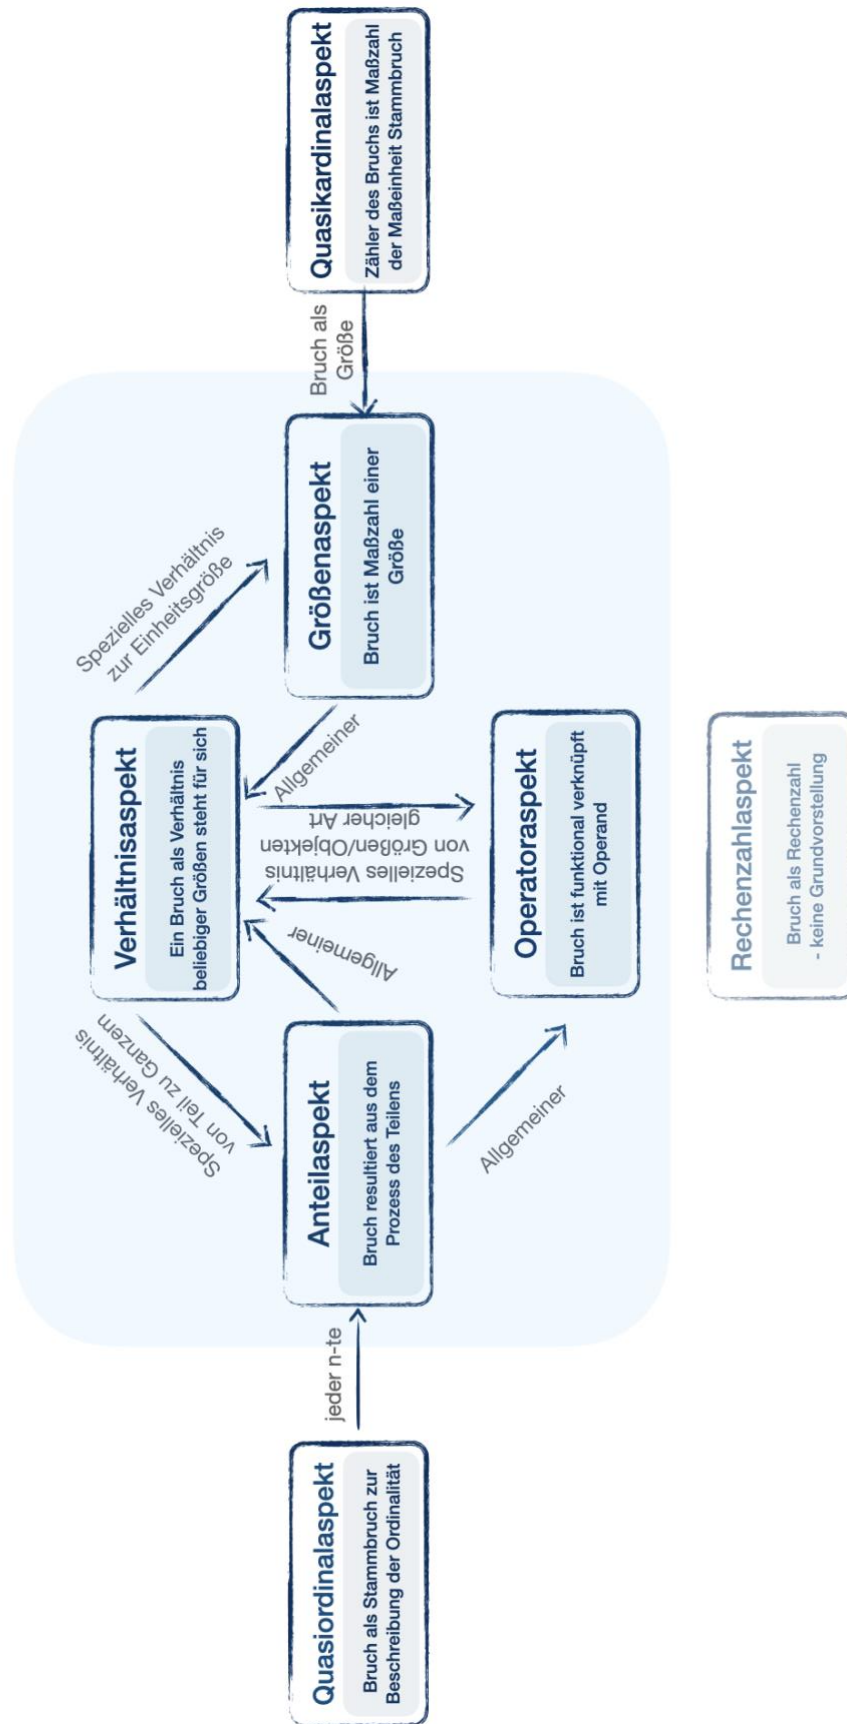 Verhältnisaspekt
Ein Bruch als Verhältnis
beliebiger Größen steht für sich
Spezielles Verhältnis
von Teil zu Ganzem
Spezielles Verhältnis
zur Einheitsgröße
Allgemeiner
Allgemeiner
Spezielles Verhältnis
von Größen/Objekten
gleicher Art
Quasiordinalaspekt
Bruch als Stammbruch zur
Beschreibung der Ordinalität
jeder n-te
Anteilaspekt
Bruch resultiert aus dem
Prozess des Teilens
Größenaspekt
Bruch ist Maßzahl einer
Größe
Bruch als
Größe
Quasikardinalaspekt
Zähler des Bruchs ist Maßzahl
der Maßeinheit Stammbruch
Allgemeiner
Operatoraspekt
Bruch ist funktional verknüpft
mit Operand
Rechenzahlaspekt
Bruch als Rechenzahl
- keine Grundvorstellung